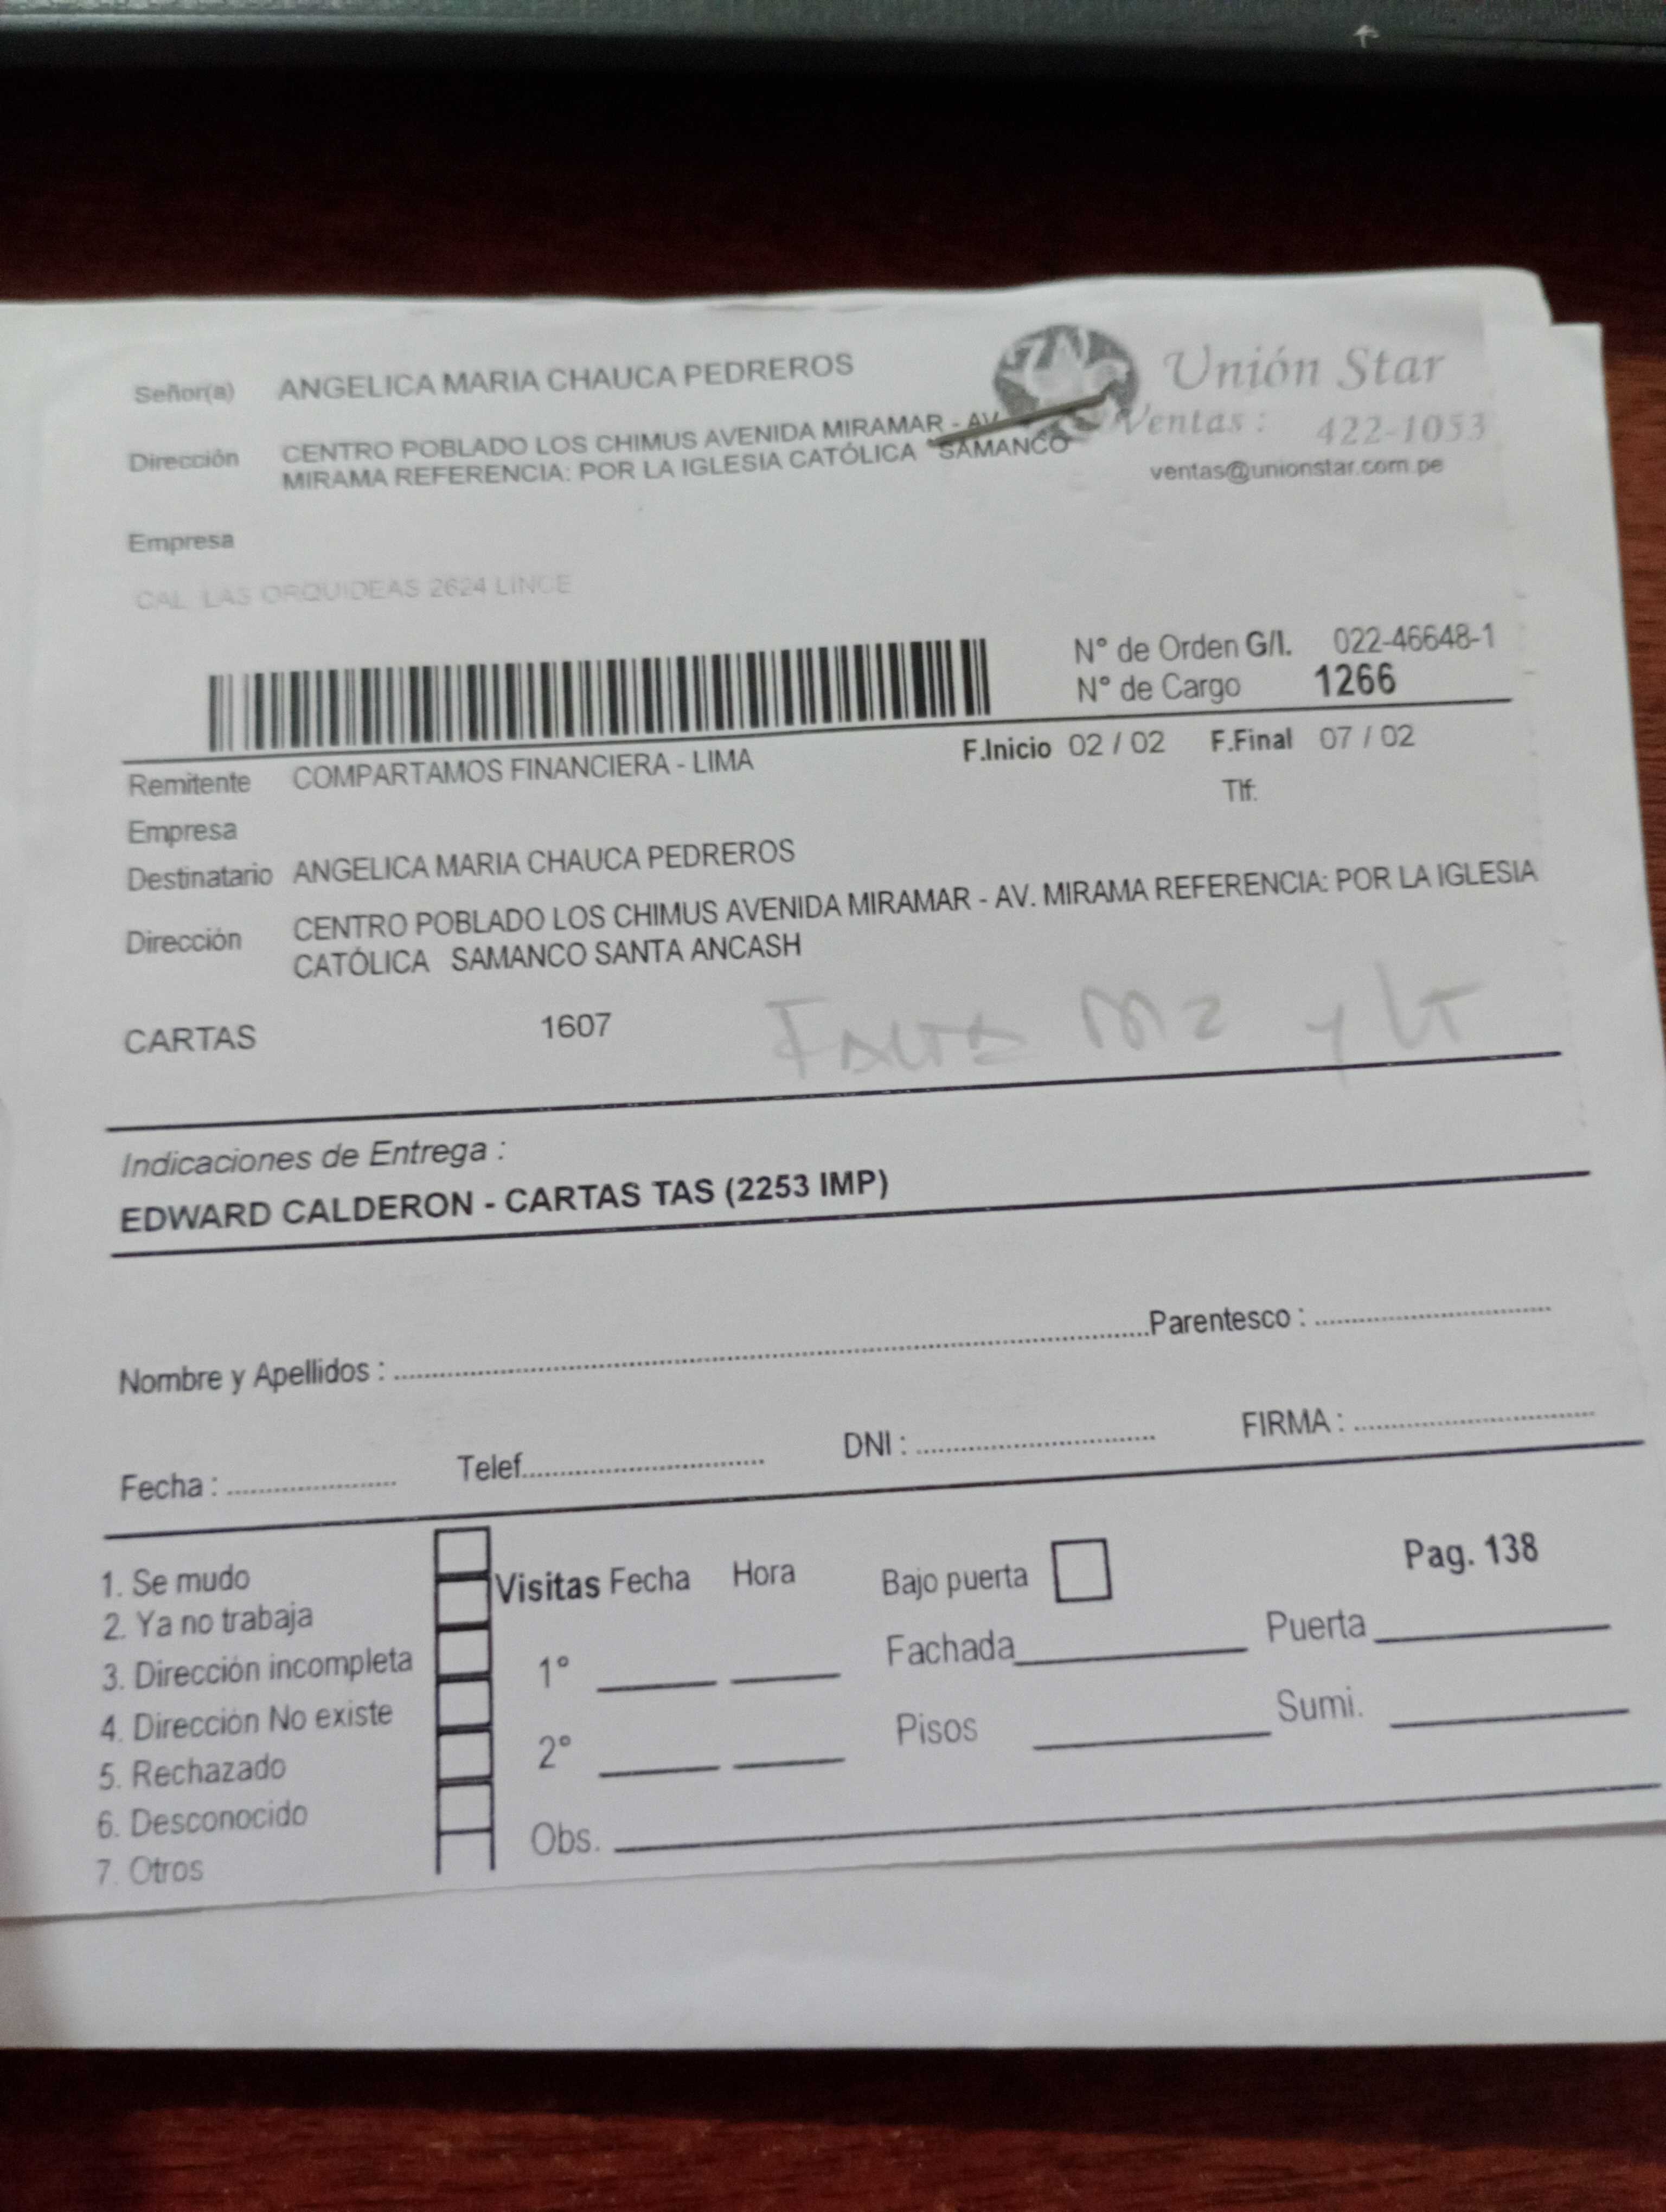 Señor(a) ANGELICA MARIA CHAUCA PEDREROS
Unión Star
Ventas : 422-1053
ventas@unionstar.com.pe
Dirección CENTRO POBLADO LOS CHIMUS AVENIDA MIRAMAR - AV
MIRAMA REFERENCIA: POR LA IGLESIA CATÓLICA SAMANCO
Empresa
CAL LAS ORQUIDEAS 2624 LINCE
N° de Orden G/I. 022-46648-1
N° de Cargo 1266
F.Inicio 02 / 02 F.Final 07 / 02
Remitente COMPARTAMOS FINANCIERA - LIMA
Tlf:
Empresa
Destinatario ANGELICA MARIA CHAUCA PEDREROS
Dirección CENTRO POBLADO LOS CHIMUS AVENIDA MIRAMAR - AV. MIRAMA REFERENCIA: POR LA IGLESIA
CATÓLICA SAMANCO SANTA ANCASH
CARTAS 1607 Falta Mz y Lt
Indicaciones de Entrega :
EDWARD CALDERON - CARTAS TAS (2253 IMP)
Nombre y Apellidos : Parentesco :
Fecha : Telef. DNI : FIRMA :
1. Se mudo
2. Ya no trabaja
3. Dirección incompleta
4. Dirección No existe
5. Rechazado
6. Desconocido
7. Otros
Visitas Fecha Hora
1°
2°
Obs.
Bajo puerta
Pag. 138
Fachada Puerta
Pisos Sumi.